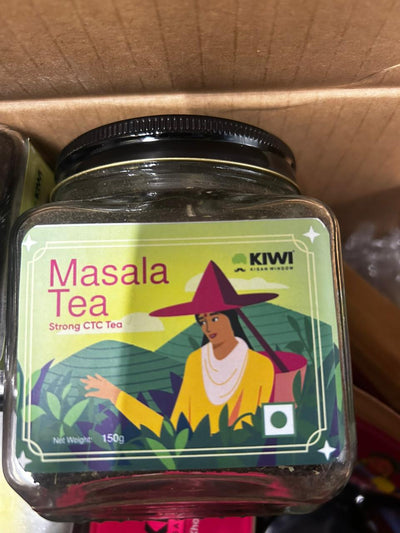 Masala
Tea
Strong CTC Tea
KIWI
KISAN WINDOW
Net Weight: 150g